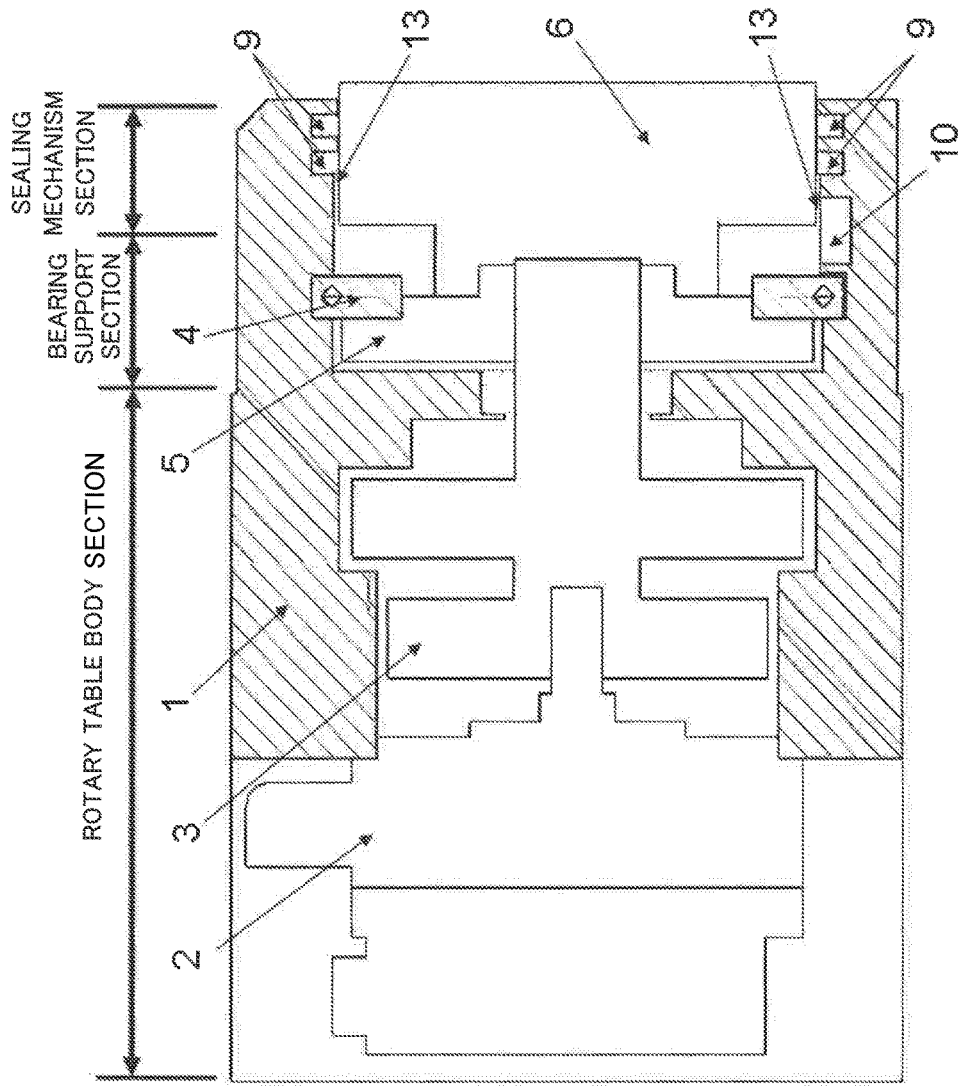 SEALING
MECHANISM
SECTION
BEARING
SUPPORT
SECTION
ROTARY TABLE BODY SECTION
9
13
6
13
9
10
4
5
1
3
2